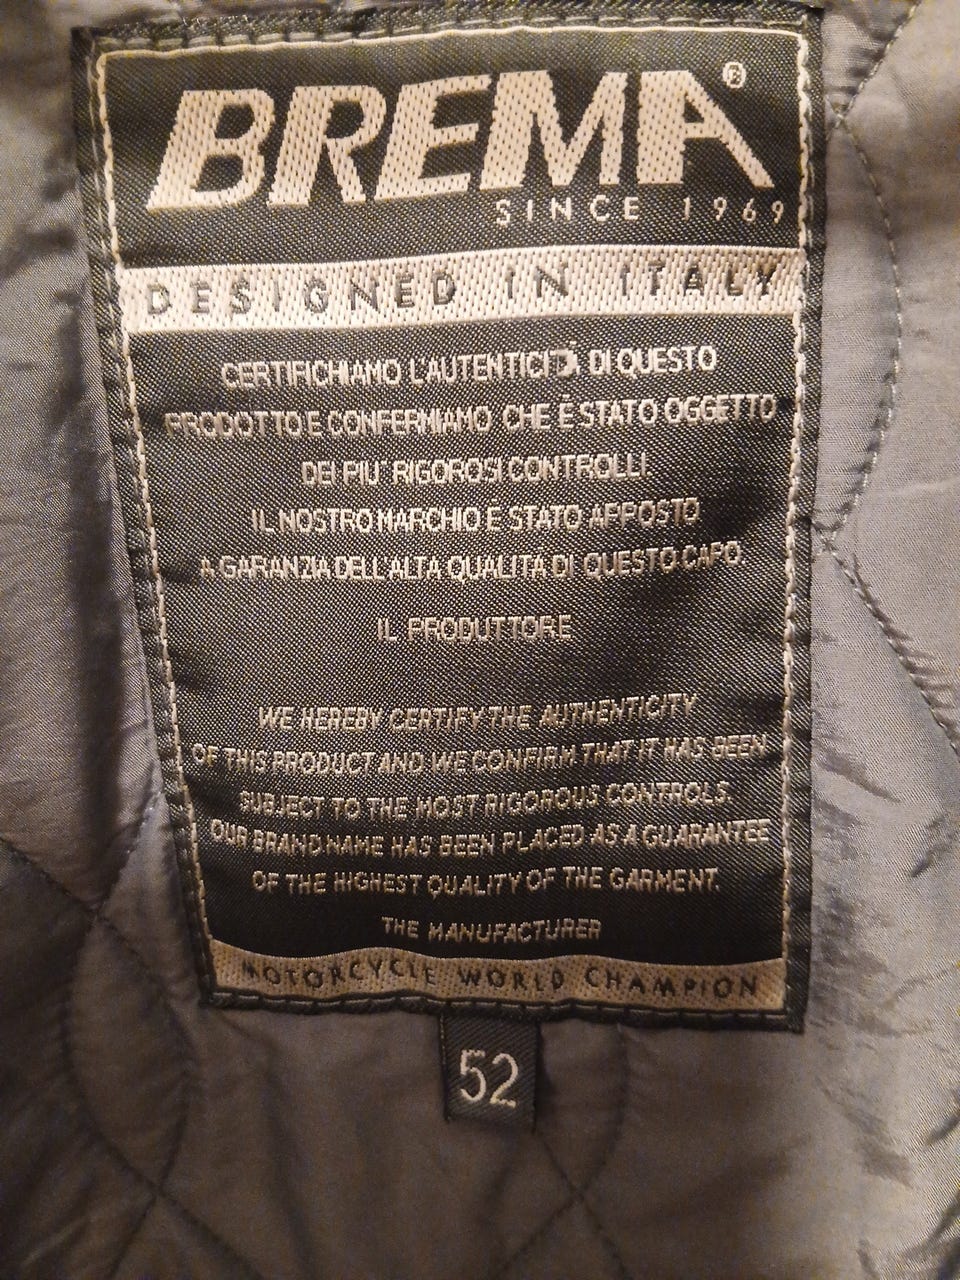 BREMA®
SINCE 1969
DESIGNED IN ITALY
CERTIFICHIAMO L'AUTENTICITÀ DI QUESTO
PRODOTTO E CONFERMIAMO CHE È STATO OGGETTO
DEI PIU' RIGOROSI CONTROLLI.
IL NOSTRO MARCHIO È STATO APPOSTO
A GARANZIA DELL'ALTA QUALITÀ DI QUESTO CAPO.
IL PRODUTTORE
WE HEREBY CERTIFY THE AUTHENTICITY
OF THIS PRODUCT AND WE CONFIRM THAT IT HAS BEEN
SUBJECT TO THE MOST RIGOROUS CONTROLS.
OUR BRAND NAME HAS BEEN PLACED AS A GUARANTEE
OF THE HIGHEST QUALITY OF THE GARMENT.
THE MANUFACTURER
MOTORCYCLE WORLD CHAMPION
52